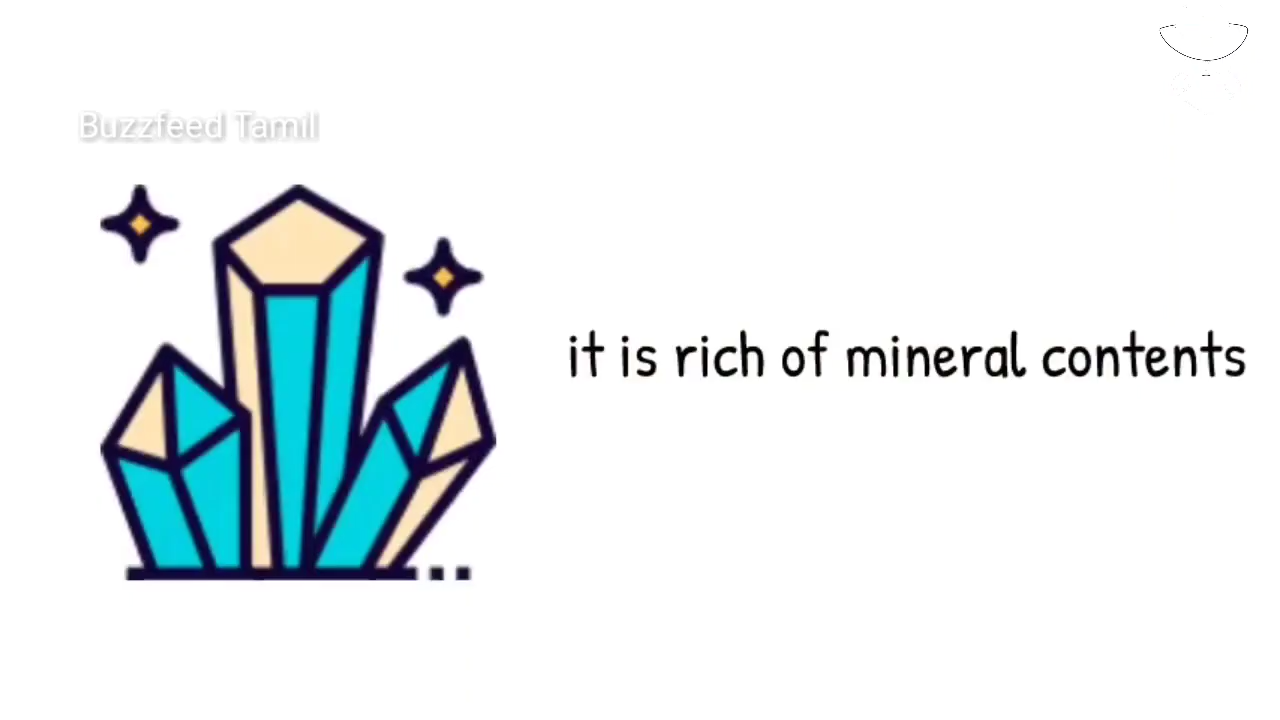 Buzzfeed Tamil
it is rich of mineral contents